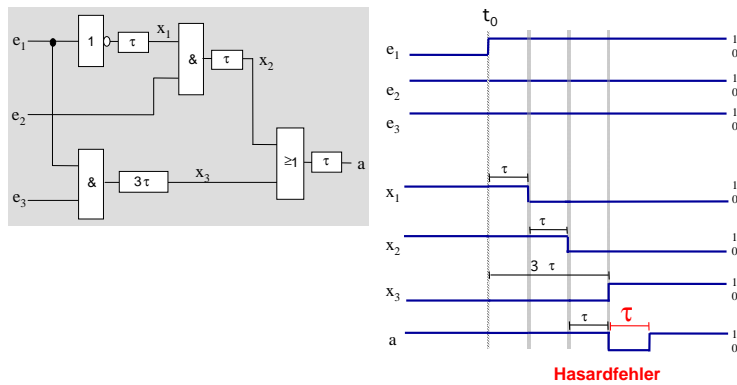 e1 1 τ x1 & τ x2
e2
≥1 τ a
& 3τ x3
e3
t0
e1 1 0
e2 1 0
e3 1 0
τ
x1 1 0
τ
x2 1 0
3 τ
x3 1 0
τ τ
a 1 0
Hasardfehler